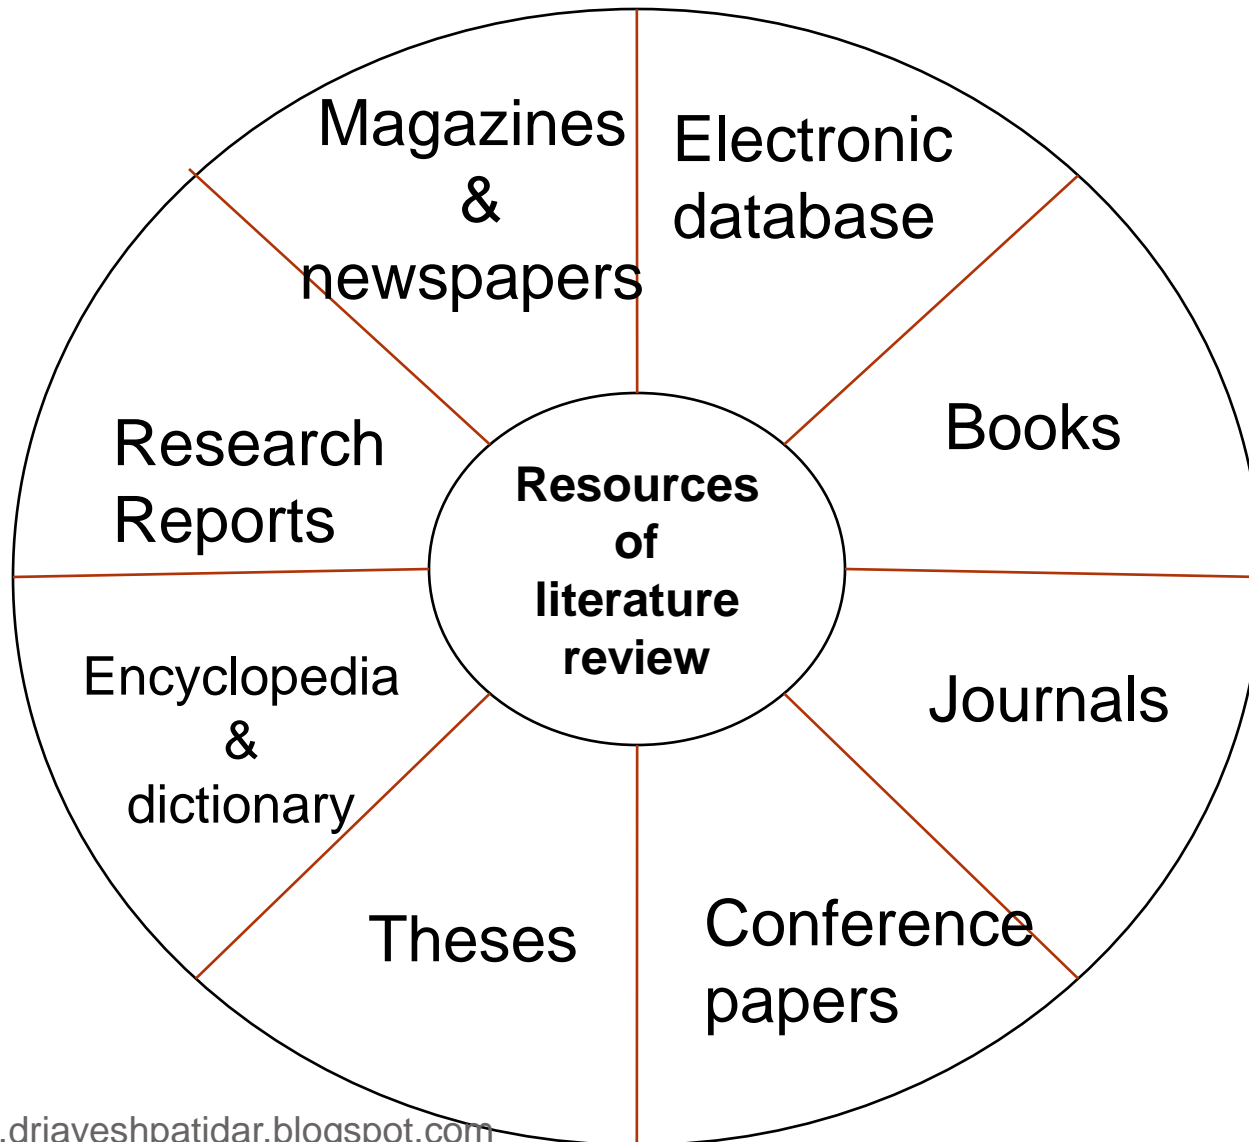 Magazines
&
newspapers
Electronic
database
Books
Journals
Conference
papers
Theses
Encyclopedia
&
dictionary
Research
Reports
Resources
of
literature
review
.drjayeshpatidar.blogspot.com